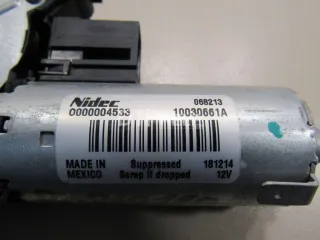 Nidec 068213
0000004533 10030661A
MADE IN Suppressed 181214
MEXICO Scrap if dropped 12V